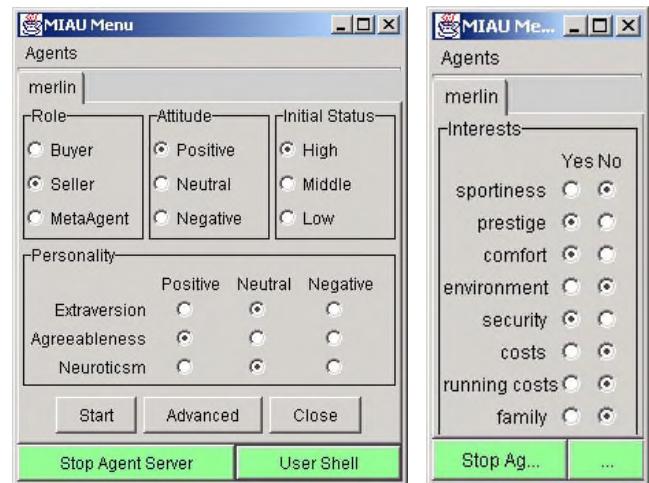 MIAU Menu
Agents
merlin
Role Attitude Initial Status
Buyer Positive High
Seller Neutral Middle
MetaAgent Negative Low
Personality
Positive Neutral Negative
Extraversion
Agreeableness
Neuroticsm
Start Advanced Close
Stop Agent Server User Shell
MIAU Me...
Agents
merlin
Interests
Yes No
sportiness
prestige
comfort
environment
security
costs
running costs
family
Stop Ag... ...